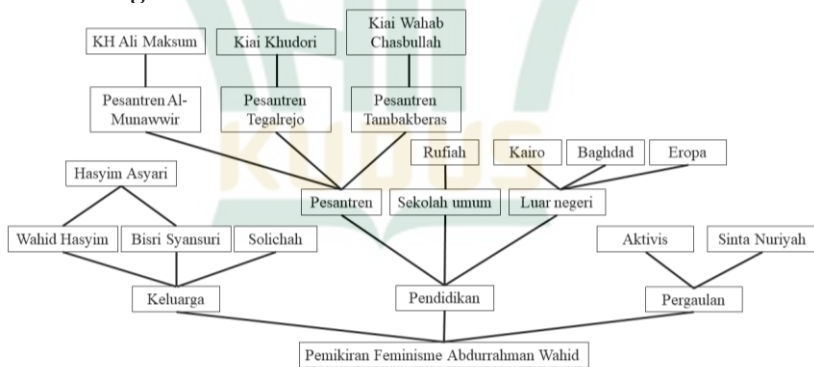 Kiai Wahab
Chasbullah
KH Ali Maksum
Kiai Khudori
Pesantren Al-
Munawwir
Pesantren
Tegalrejo
Pesantren
Tambakberas
Rufiah
Kairo
Baghdad
Eropa
Hasyim Asyari
Pesantren
Sekolah umum
Luar negeri
Wahid Hasyim
Bisri Syansuri
Solichah
Aktivis
Sinta Nuriyah
Keluarga
Pendidikan
Pergaulan
Pemikiran Feminisme Abdurrahman Wahid
KUDUS